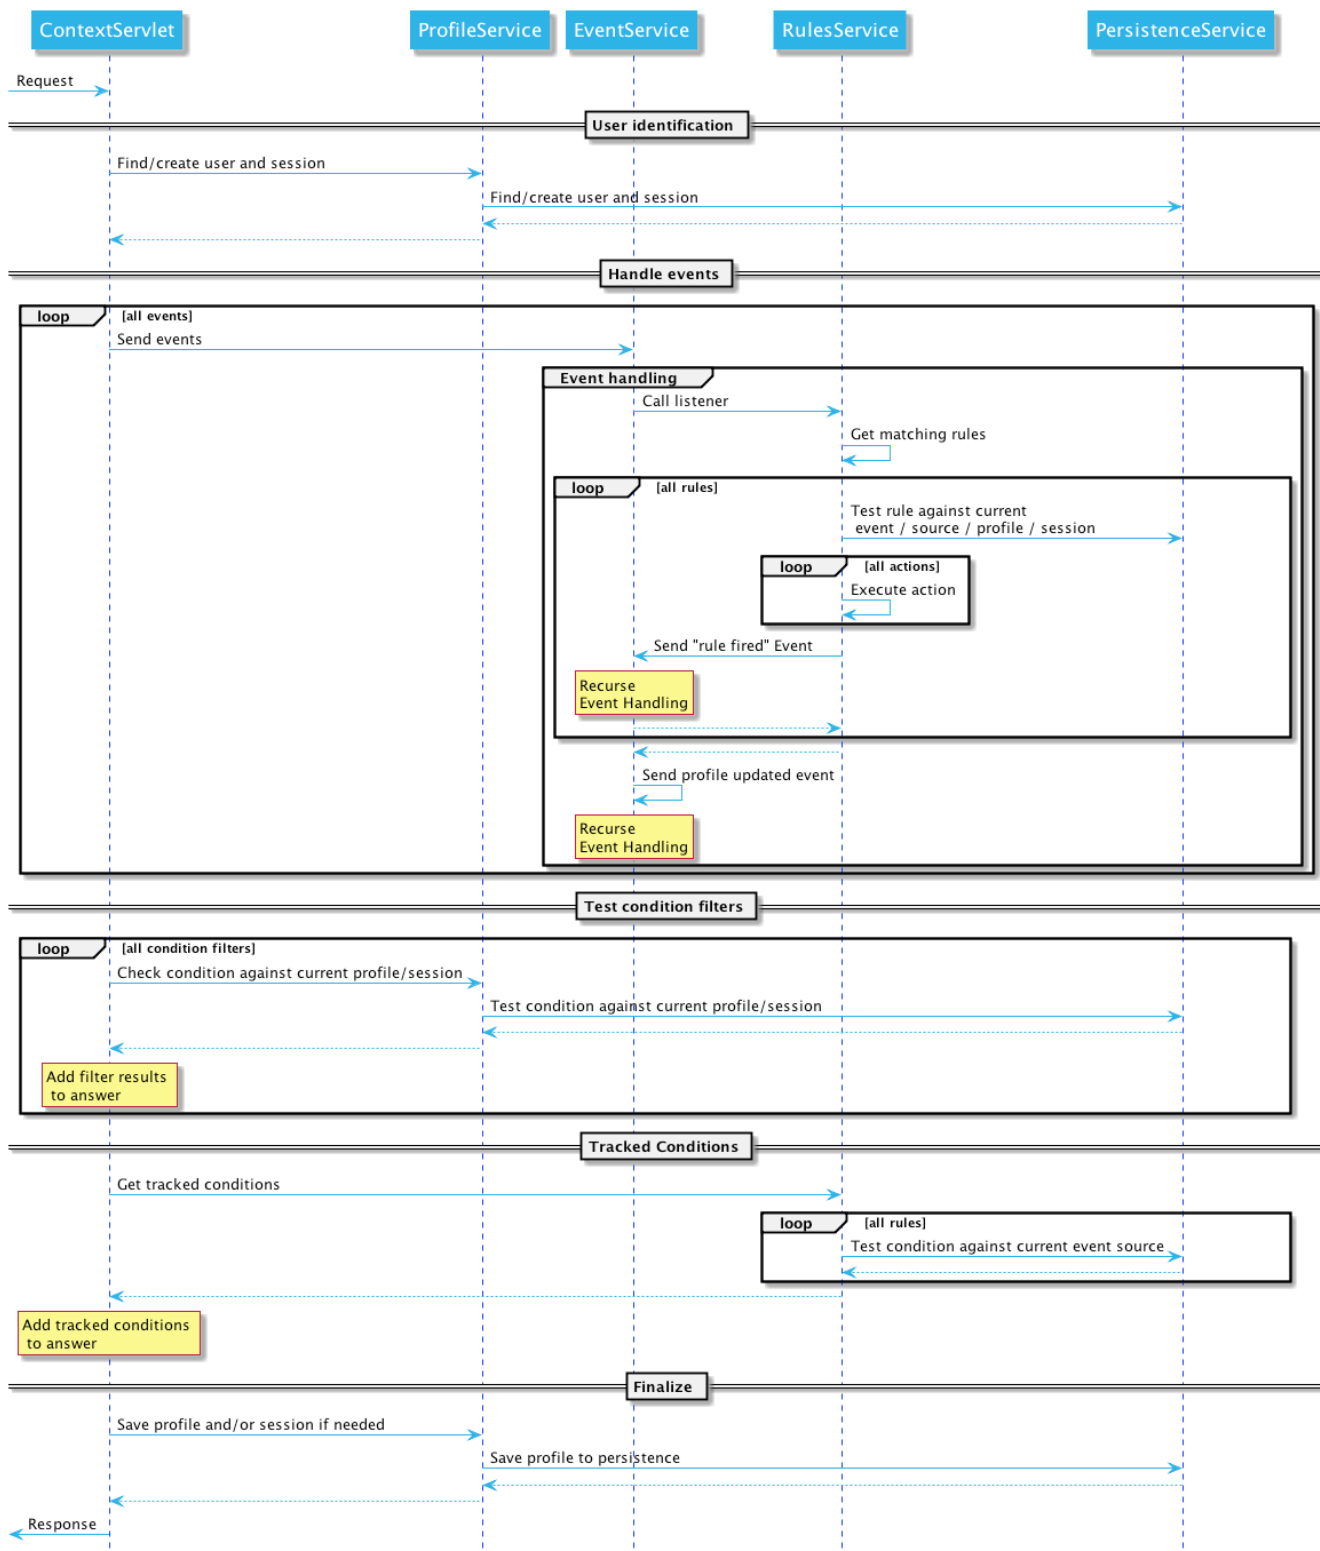 ContextServlet
ProfileService
EventService
RulesService
PersistenceService
Request
User identification
Find/create user and session
Find/create user and session
Handle events
loop [all events]
Send events
Event handling
Call listener
Get matching rules
loop [all rules]
Test rule against current
event / source / profile / session
loop [all actions]
Execute action
Send "rule fired" Event
Recurse
Event Handling
Send profile updated event
Recurse
Event Handling
Test condition filters
loop [all condition filters]
Check condition against current profile/session
Test condition against current profile/session
Add filter results
to answer
Tracked Conditions
Get tracked conditions
loop [all rules]
Test condition against current event source
Add tracked conditions
to answer
Finalize
Save profile and/or session if needed
Save profile to persistence
Response